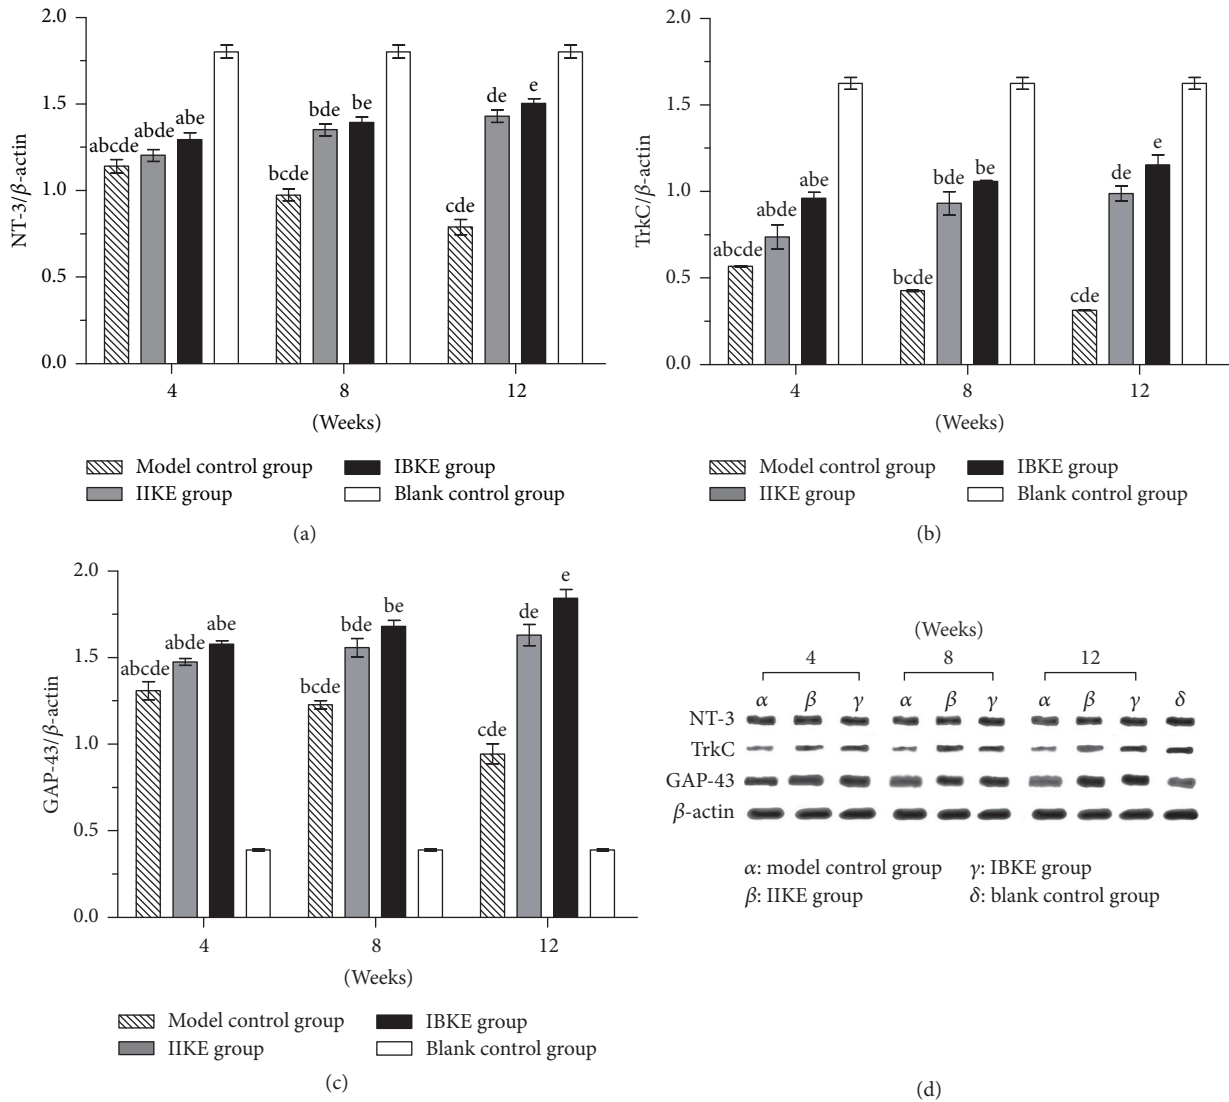 2.0
1.5
1.0
0.5
0.0
NT-3/β-actin
abcde abde abe
bcde bde be
cde de e
4 8 12
(Weeks)
Model control group IBKE group
IIKE group Blank control group
(a)
2.0
1.5
1.0
0.5
0.0
TrkC/β-actin
abcde abde abe
bcde bde be
cde de e
4 8 12
(Weeks)
Model control group IBKE group
IIKE group Blank control group
(b)
2.0
1.5
1.0
0.5
0.0
GAP-43/β-actin
abcde abde abe
bcde bde be
cde de e
4 8 12
(Weeks)
Model control group IBKE group
IIKE group Blank control group
(c)
(Weeks)
4 8 12
α β γ α β γ α β γ δ
NT-3
TrkC
GAP-43
β-actin
α: model control group γ: IBKE group
β: IIKE group δ: blank control group
(d)